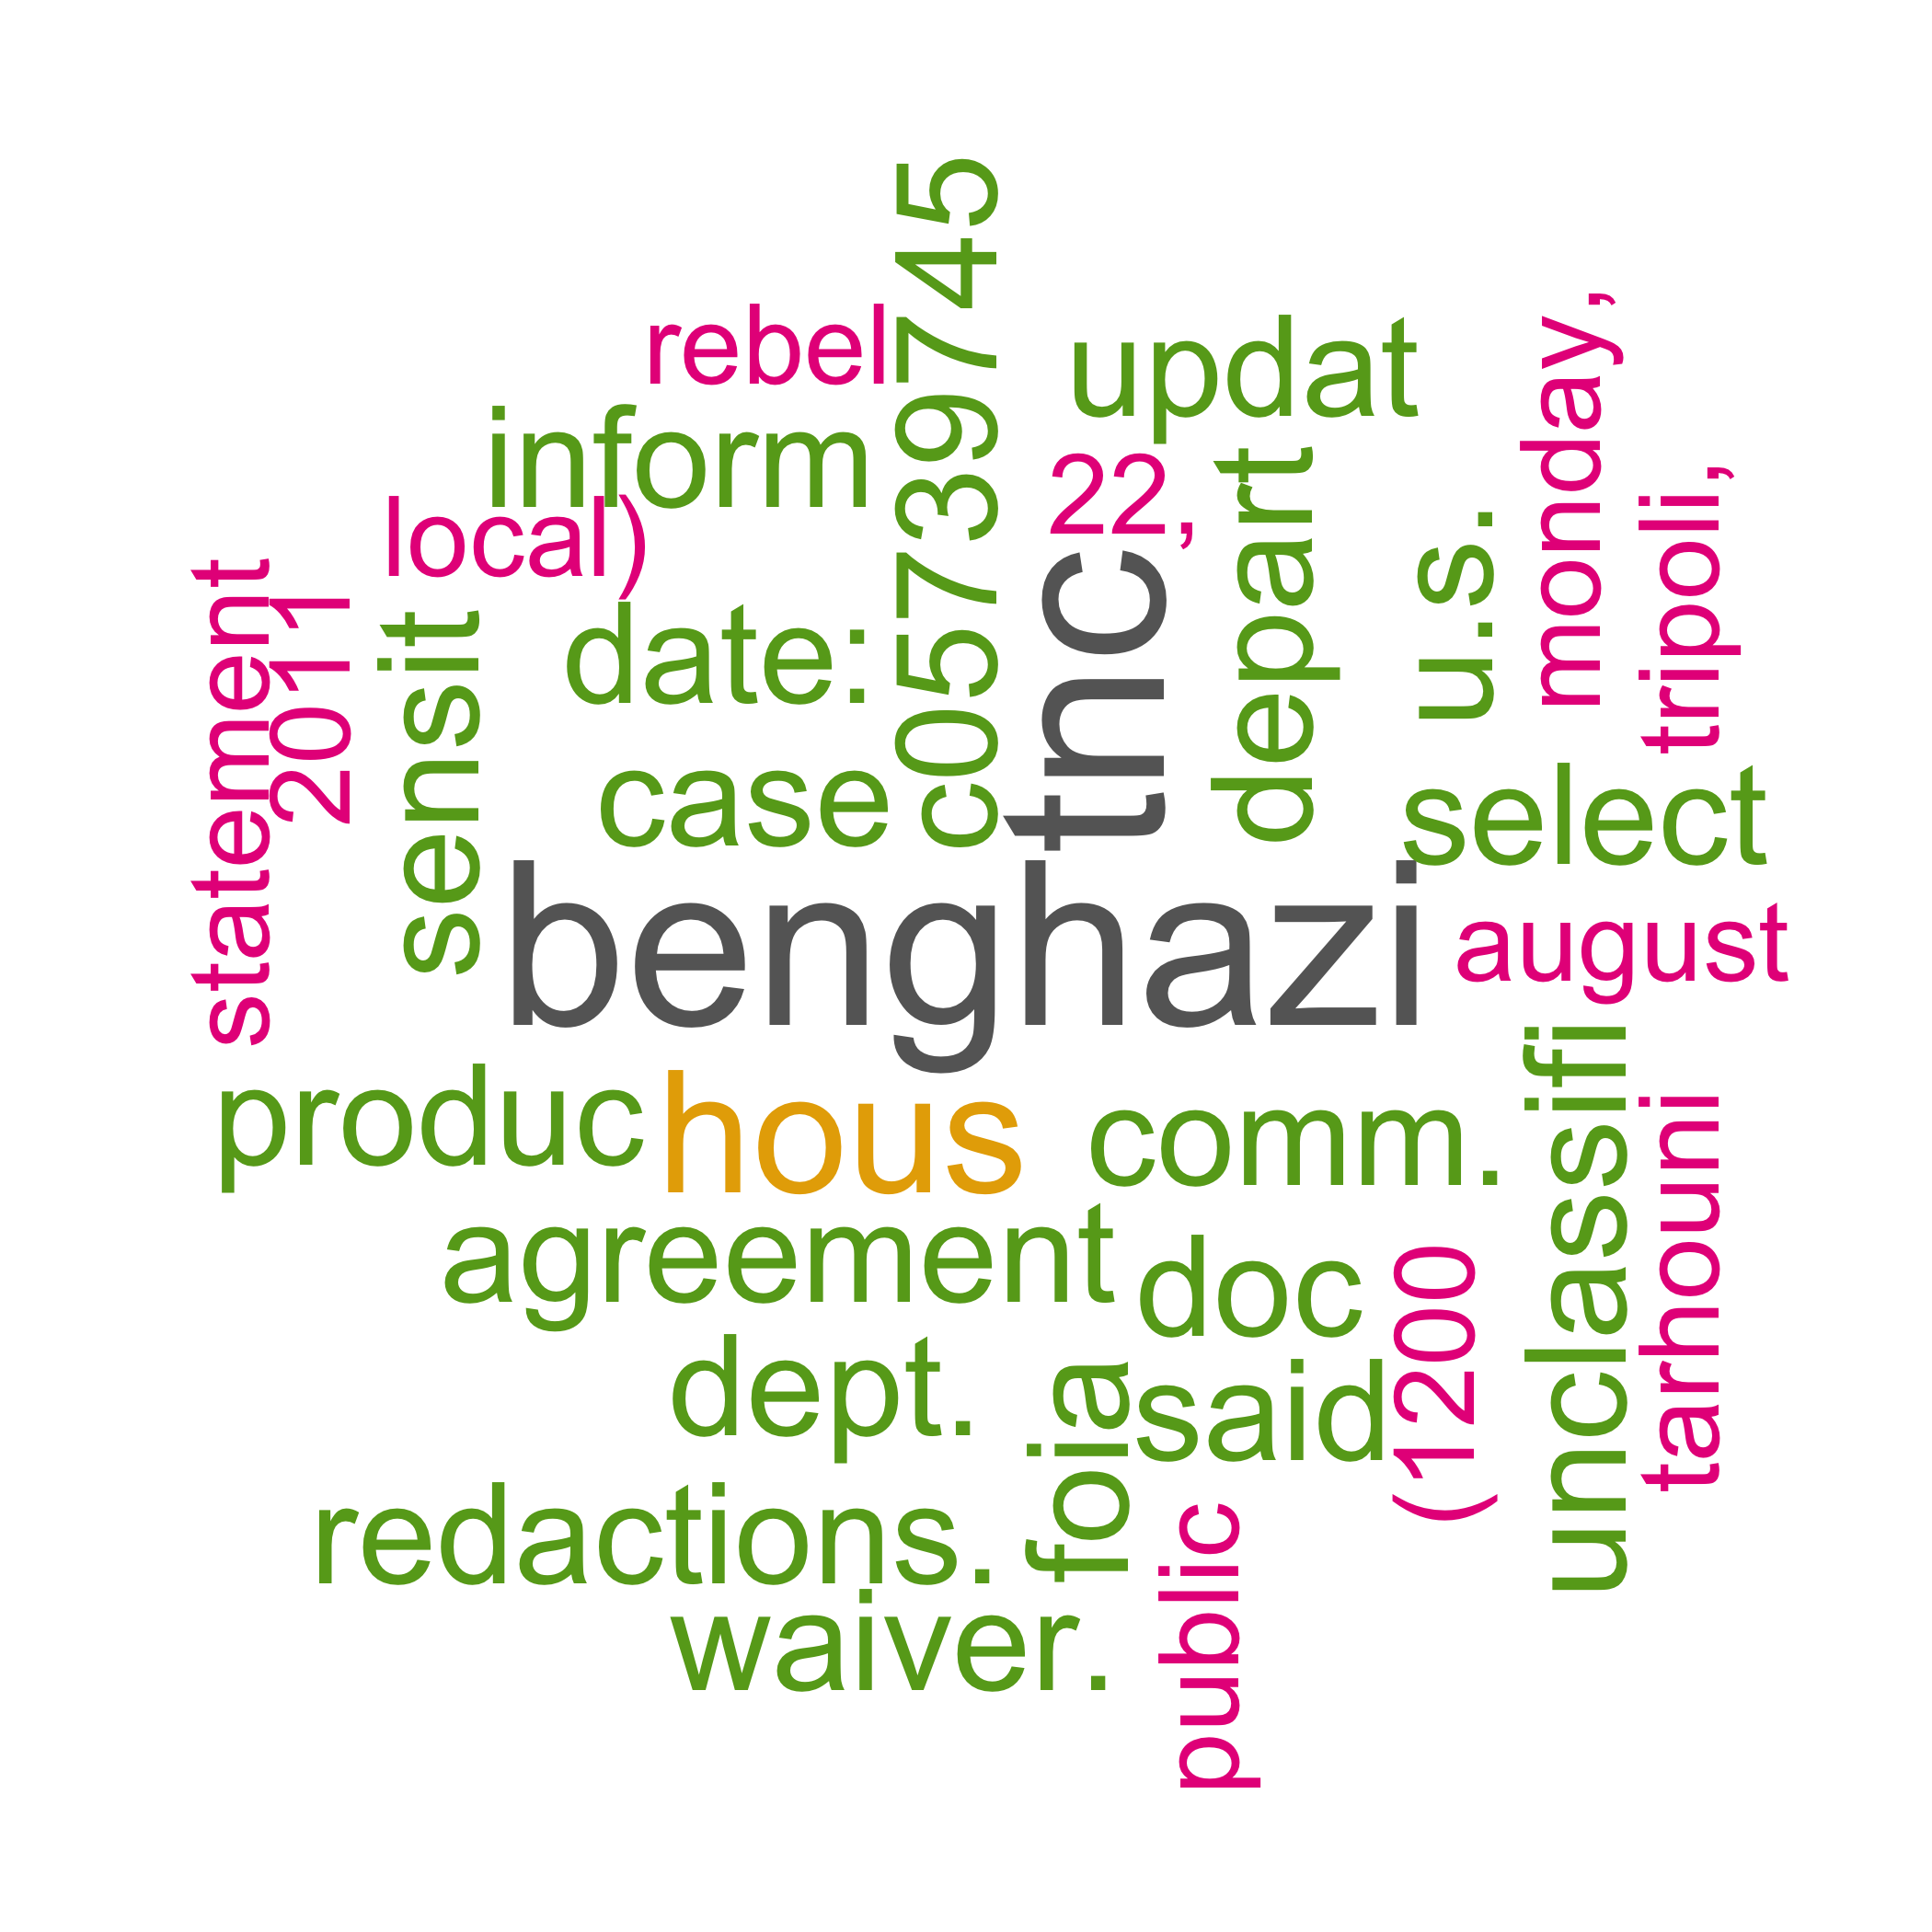 c05739745
rebel
updat
monday,
inform
22,
tripoli,
local)
depart
u.s.
statement
2011
sensit
date:
tnc
case
select
benghazi
august
produc
hous
comm.
unclassifi
tarhouni
agreement
doc
(1200
dept.
foia
said
redactions.
public
waiver.